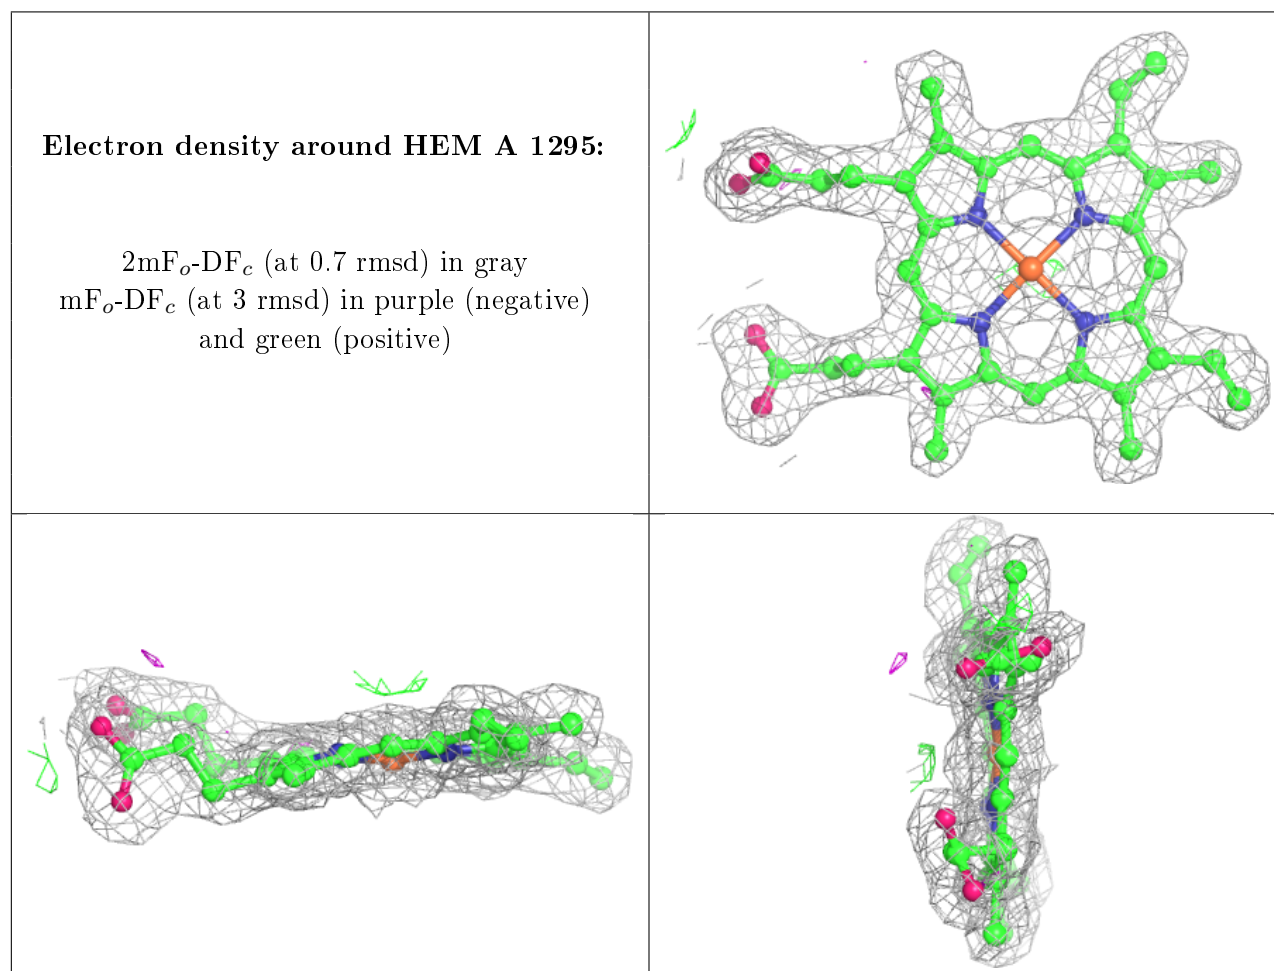 Electron density around HEM A 1295:
2mFo-DFc (at 0.7 rmsd) in gray
mFo-DFc (at 3 rmsd) in purple (negative)
and green (positive)